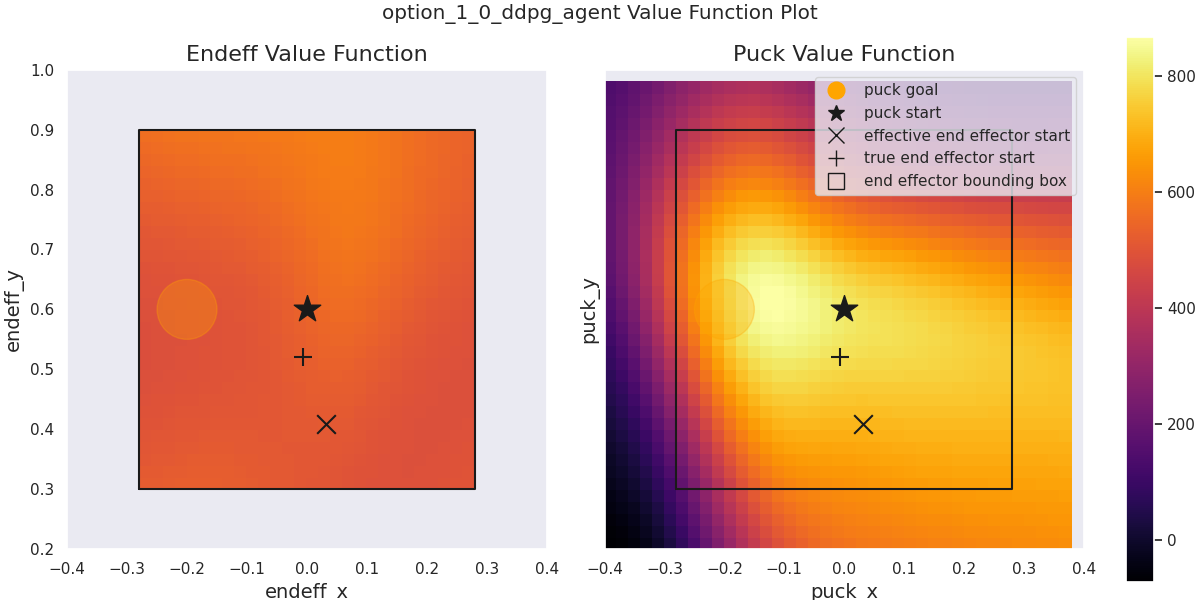 option_1_0_ddpg_agent Value Function Plot
Endeff Value Function
endeff_y
1.0
0.9
0.8
0.7
0.6
0.5
0.4
0.3
0.2
−0.4 −0.3 −0.2 −0.1 0.0 0.1 0.2 0.3 0.4
endeff_x
Puck Value Function
puck_y
puck goal
puck start
effective end effector start
true end effector start
end effector bounding box
−0.4 −0.3 −0.2 −0.1 0.0 0.1 0.2 0.3 0.4
puck_x
800
600
400
200
0